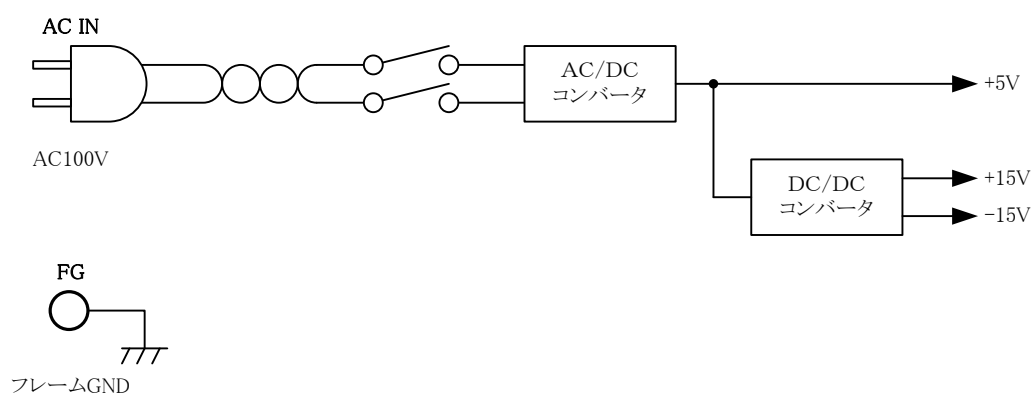 AC IN
AC100V
AC/DC
コンバータ
+5V
DC/DC
コンバータ
+15V
−15V
FG
フレームGND